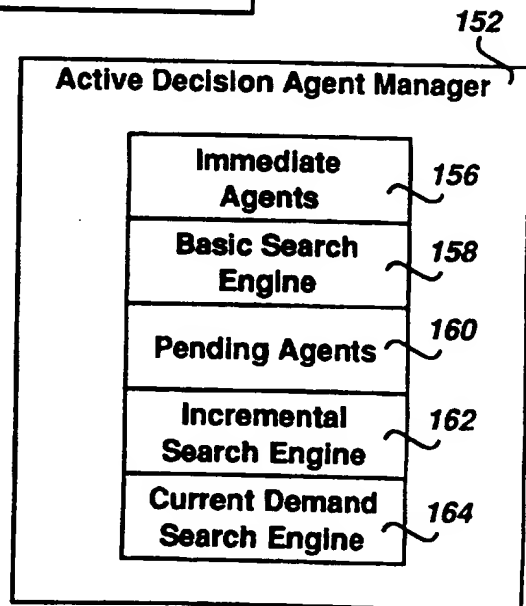 152
Active Decision Agent Manager
Immediate
Agents
156
Basic Search
Engine
158
Pending Agents
160
Incremental
Search Engine
162
Current Demand
Search Engine
164